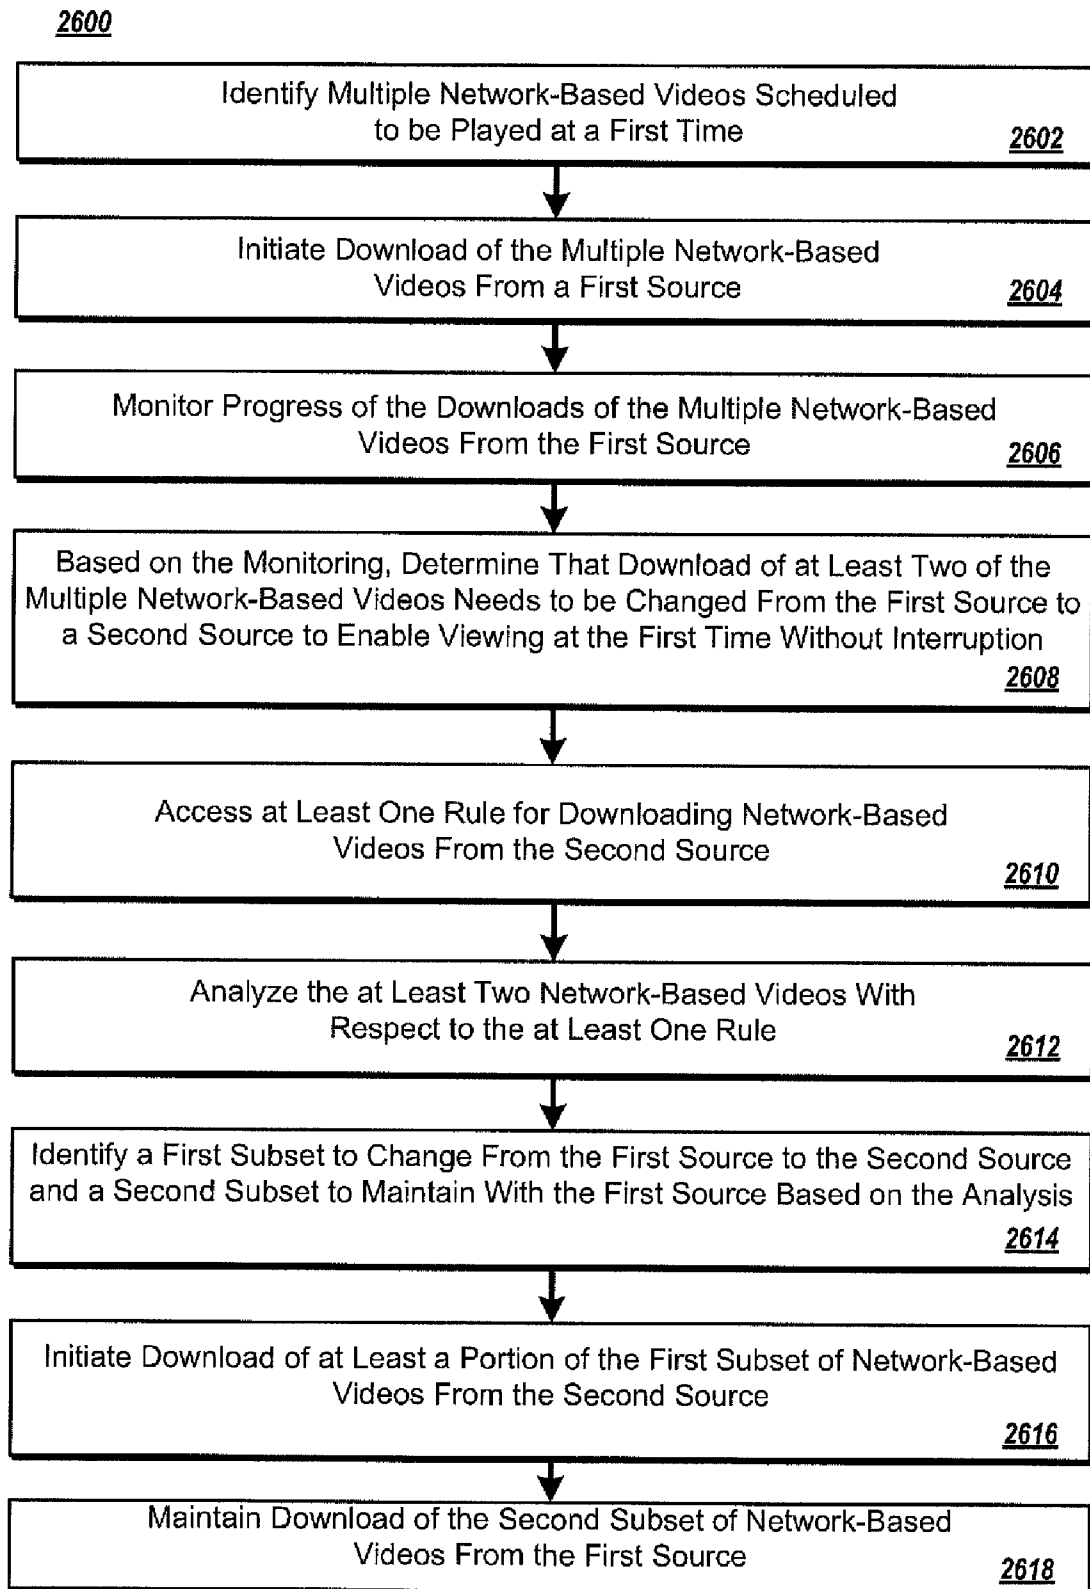 2600
Identify Multiple Network-Based Videos Scheduled
to be Played at a First Time
2602
Initiate Download of the Multiple Network-Based
Videos From a First Source
2604
Monitor Progress of the Downloads of the Multiple Network-Based
Videos From the First Source
2606
Based on the Monitoring, Determine That Download of at Least Two of the
Multiple Network-Based Videos Needs to be Changed From the First Source to
a Second Source to Enable Viewing at the First Time Without Interruption
2608
Access at Least One Rule for Downloading Network-Based
Videos From the Second Source
2610
Analyze the at Least Two Network-Based Videos With
Respect to the at Least One Rule
2612
Identify a First Subset to Change From the First Source to the Second Source
and a Second Subset to Maintain With the First Source Based on the Analysis
2614
Initiate Download of at Least a Portion of the First Subset of Network-Based
Videos From the Second Source
2616
Maintain Download of the Second Subset of Network-Based
Videos From the First Source
2618